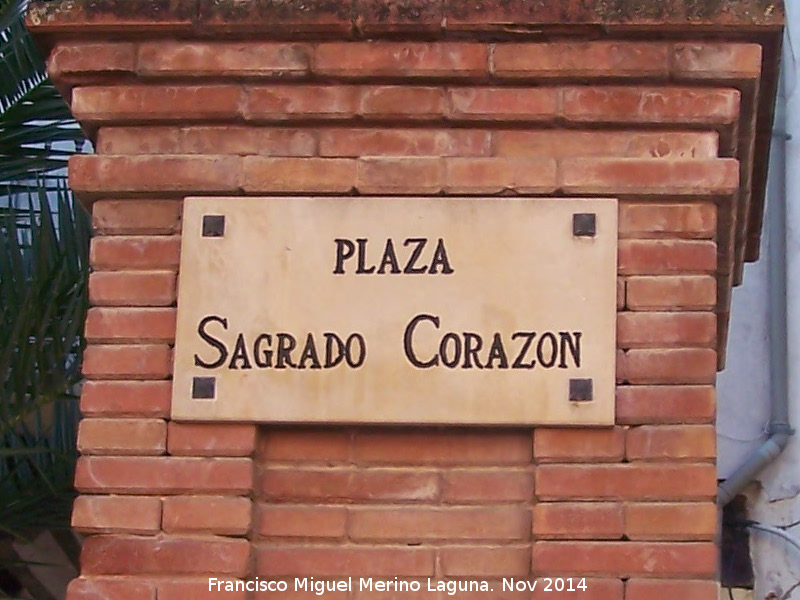 PLAZA
SAGRADO CORAZON
Francisco Miguel Merino Laguna. Nov 2014